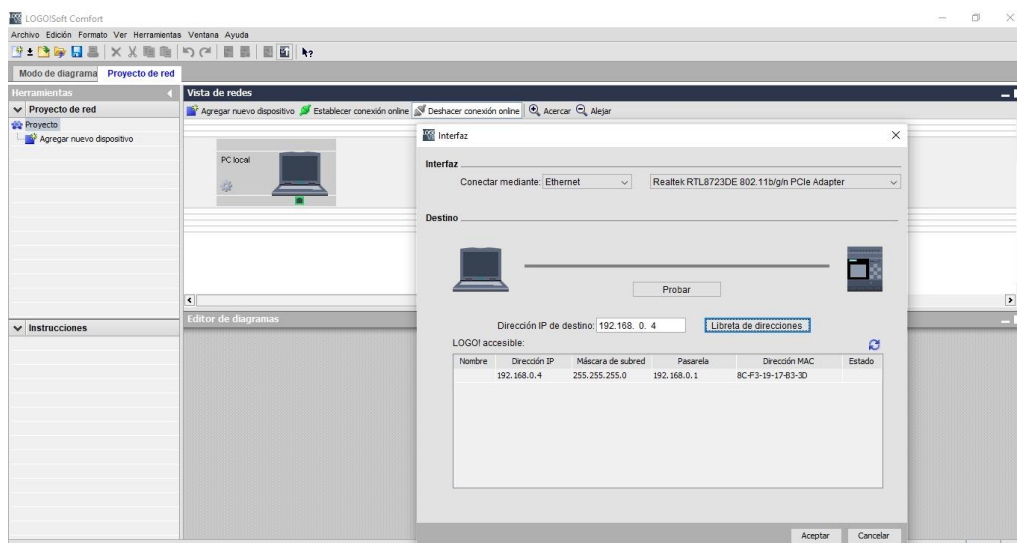 LOGO!Soft Comfort
Archivo Edición Formato Ver Herramientas Ventana Ayuda
Modo de diagrama Proyecto de red
Herramientas Vista de redes
Proyecto de red Agregar nuevo dispositivo Establecer conexión online Deshacer conexión online Acercar Alejar
Proyecto
Agregar nuevo dispositivo
PC local
Interfaz
Interfaz
Conectar mediante: Ethernet Realtek RTL8723DE 802.11b/g/n PCIe Adapter
Destino
Probar
Dirección IP de destino: 192.168. 0. 4 Libreta de direcciones
LOGO! accesible:
Nombre Dirección IP Máscara de subred Pasarela Dirección MAC Estado
192.168.0.4 255.255.255.0 192.168.0.1 8C-F3-19-17-B3-3D
Aceptar Cancelar
Instrucciones Editor de diagramas